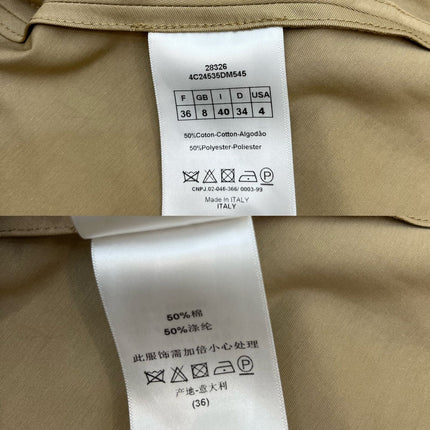 28326
4C24535DM545
F GB I D USA
36 8 40 34 4
50%Coton-Cotton-Algodão
50%Polyester-Poliester
CNPJ.02-046-366/ 0003-99
Made In ITALY
ITALY
50%棉
50%涤纶
此服饰需加倍小心处理
产地-意大利
(36)